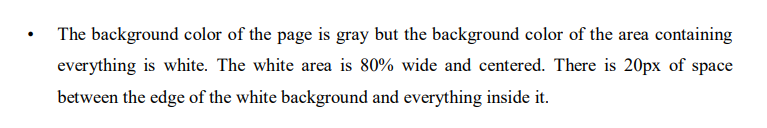 • The background color of the page is gray but the background color of the area containing
everything is white. The white area is 80% wide and centered. There is 20px of space
between the edge of the white background and everything inside it.